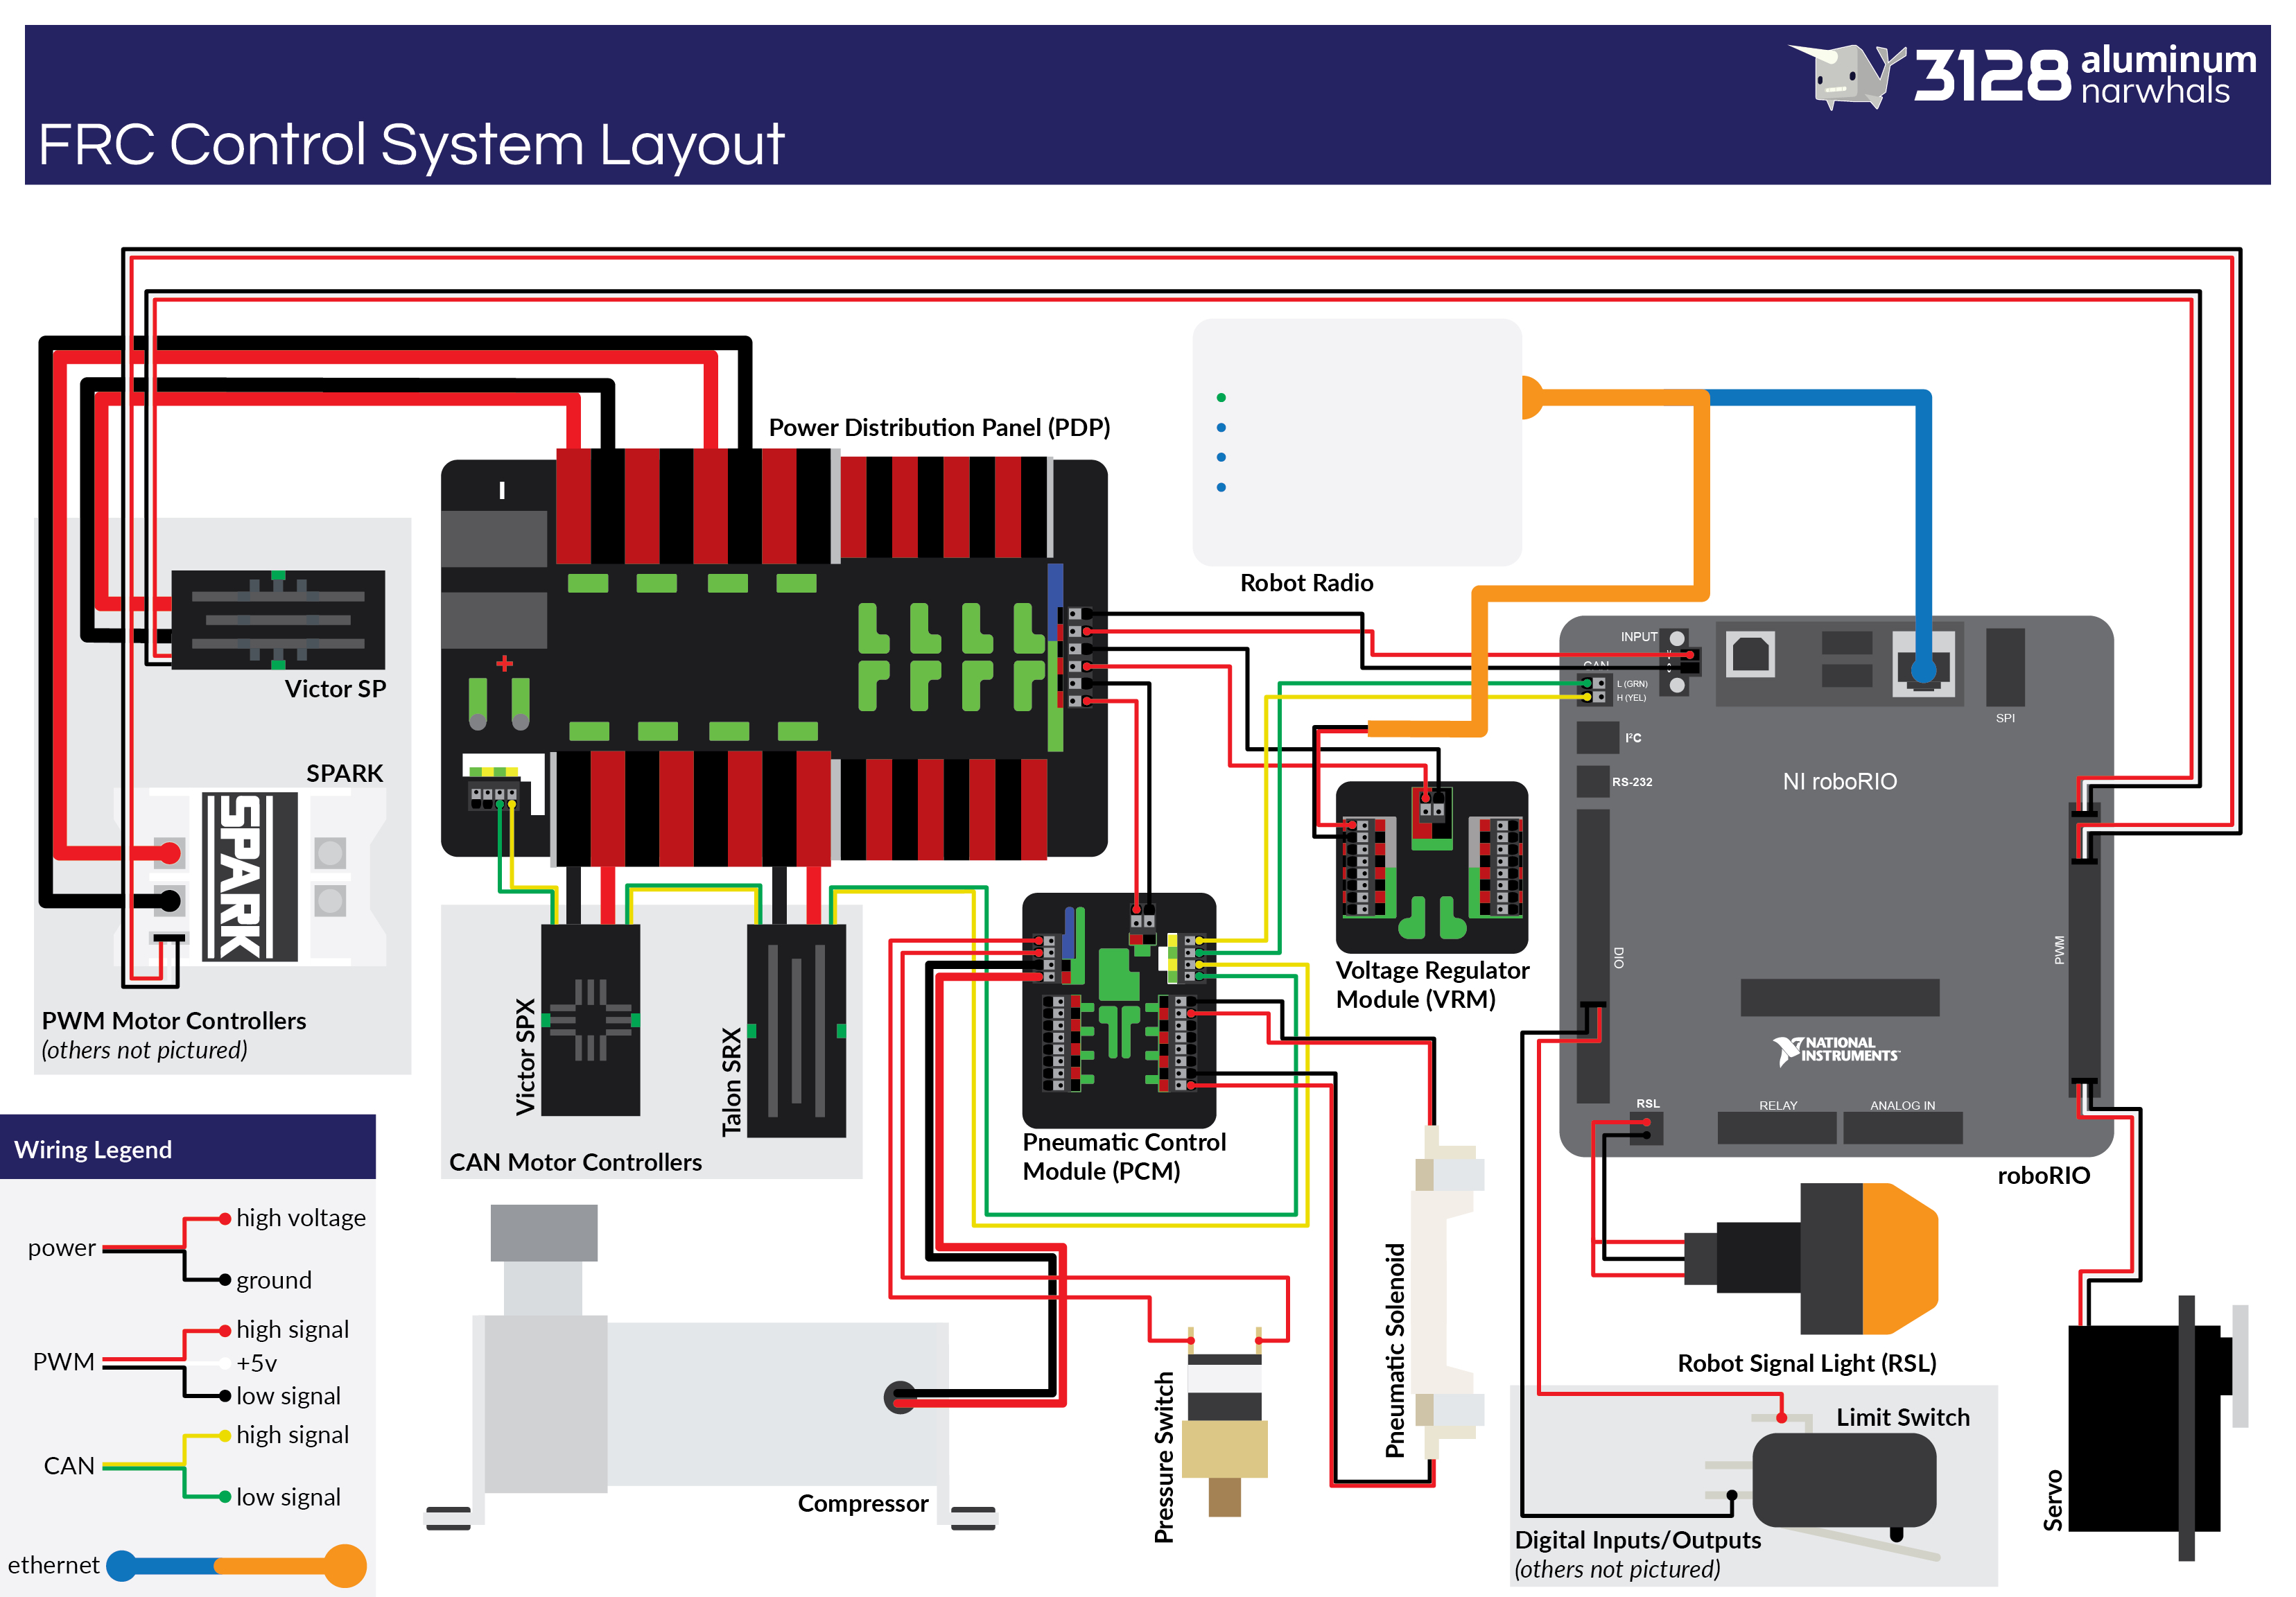 3128 aluminum
narwhals
FRC Control System Layout
Power Distribution Panel (PDP)
Robot Radio
Victor SP
SPARK
SPARK
PWM Motor Controllers
(others not pictured)
Victor SPX
Talon SRX
CAN Motor Controllers
Pneumatic Control
Module (PCM)
Voltage Regulator
Module (VRM)
INPUT
CAN
L (GRN)
H (YEL)
SPI
I²C
RS-232
NI roboRIO
DIO
PWM
NATIONAL
INSTRUMENTS™
RSL
RELAY
ANALOG IN
roboRIO
Wiring Legend
power
high voltage
ground
PWM
high signal
+5v
low signal
CAN
high signal
low signal
ethernet
Compressor
Pressure Switch
Pneumatic Solenoid
Robot Signal Light (RSL)
Limit Switch
Digital Inputs/Outputs
(others not pictured)
Servo